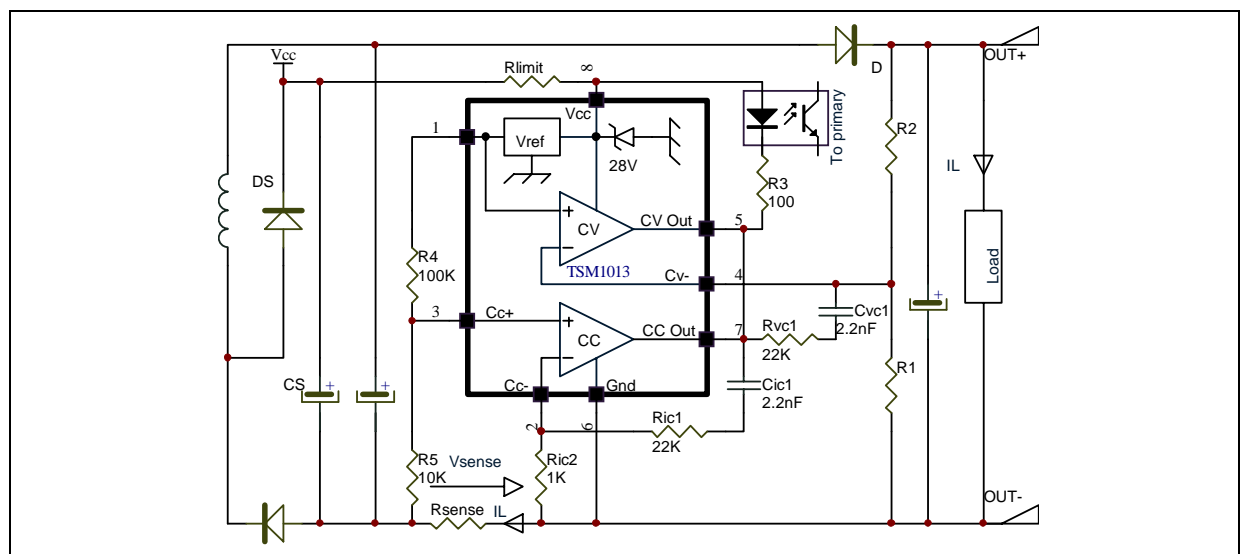 OUT+
Vcc
Rlimit
∞
D
Vcc
1
Vref
28V
To primary
R2
IL
DS
R3
100
+
CV
−
CV Out
5
TSM1013
R4
100K
Cv-
4
Load
+
3
Cc+
+
CC
−
CC Out
7
Cvc1
2.2nF
Rvc1
22K
R1
CS
+
+
Cc-
Gnd
Cic1
2.2nF
2
6
Ric1
22K
R5
10K
Vsense
Ric2
1K
Rsense
IL
OUT-